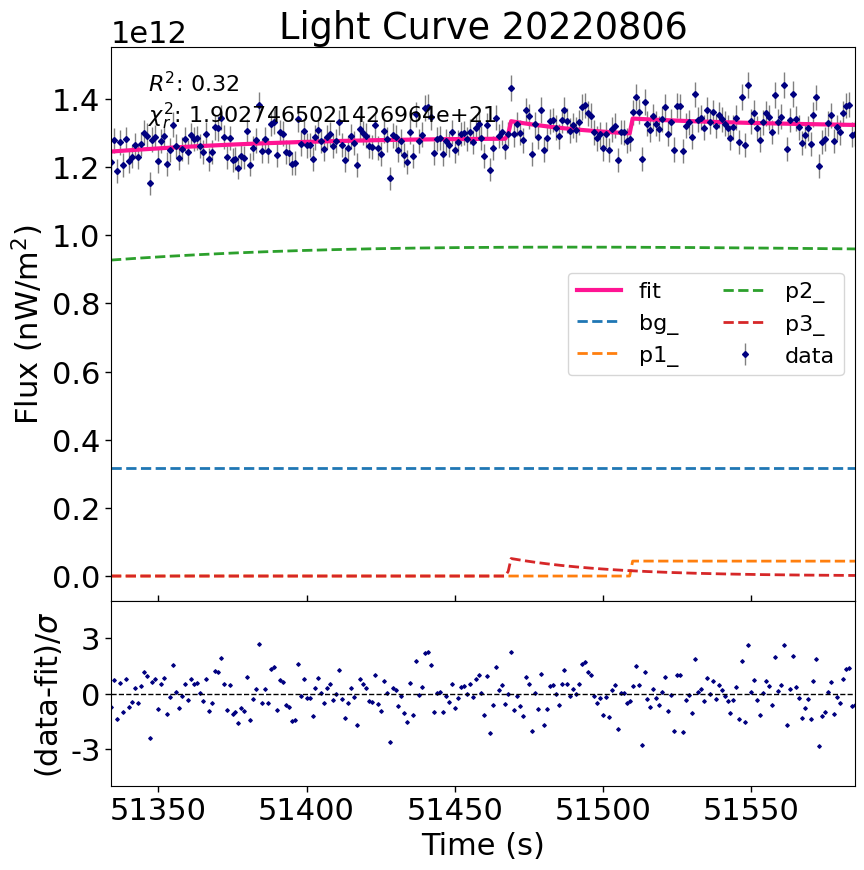 Light Curve 20220806
1e12
R²: 0.32
χ²: 1.9027465021426964e+21
1.4
1.2
1.0
0.8
0.6
0.4
0.2
0.0
Flux (nW/m²)
fit
bg_
p1_
p2_
p3_
data
3
0
-3
(data-fit)/σ
51350 51400 51450 51500 51550
Time (s)